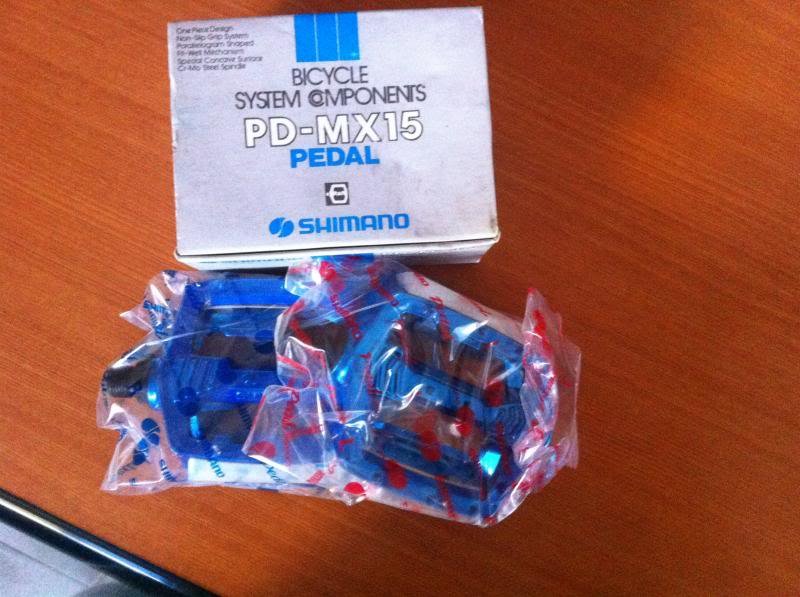 One Piece Design
Non-Slip Grip System
Parallelogram Shaped
Fit-Well Mechanism
Special Concave Surface
Cr-Mo Steel Spindle
BICYCLE
SYSTEM COMPONENTS
PD-MX15
PEDAL
SHIMANO
SHIMANO